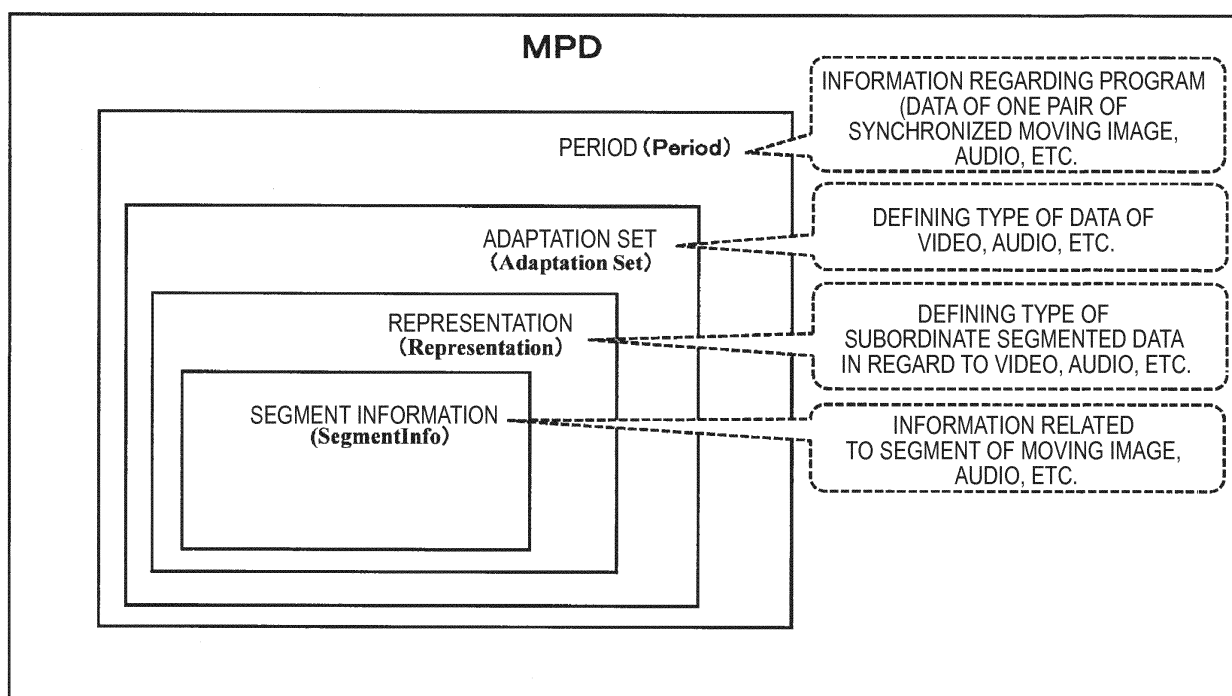 MPD
INFORMATION REGARDING PROGRAM
(DATA OF ONE PAIR OF
SYNCHRONIZED MOVING IMAGE,
AUDIO, ETC.
PERIOD (Period)
DEFINING TYPE OF DATA OF
VIDEO, AUDIO, ETC.
ADAPTATION SET
(Adaptation Set)
DEFINING TYPE OF
SUBORDINATE SEGMENTED DATA
IN REGARD TO VIDEO, AUDIO, ETC.
REPRESENTATION
(Representation)
INFORMATION RELATED
TO SEGMENT OF MOVING IMAGE,
AUDIO, ETC.
SEGMENT INFORMATION
(SegmentInfo)